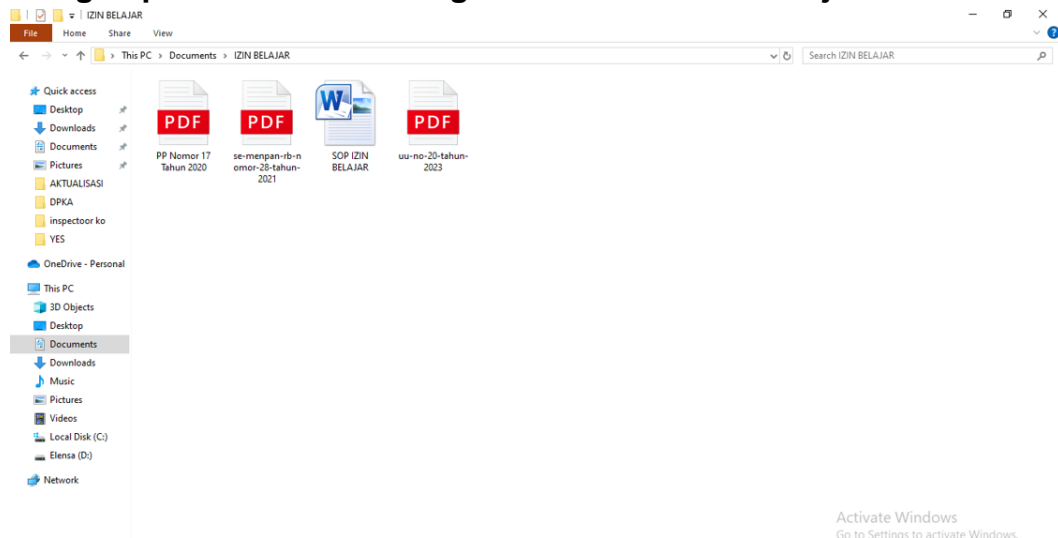 IZIN BELAJAR
File Home Share View
This PC > Documents > IZIN BELAJAR
Search IZIN BELAJAR
Quick access
Desktop
Downloads
Documents
Pictures
AKTUALISASI
DPKA
inspectoor ko
YES
OneDrive - Personal
This PC
3D Objects
Desktop
Documents
Downloads
Music
Pictures
Videos
Local Disk (C:)
Elensa (D:)
Network
PDF
PP Nomor 17
Tahun 2020
PDF
se-menpan-rb-n
omor-28-tahun-
2021
W
SOP IZIN
BELAJAR
PDF
uu-no-20-tahun-
2023
Activate Windows
Go to Settings to activate Windows.